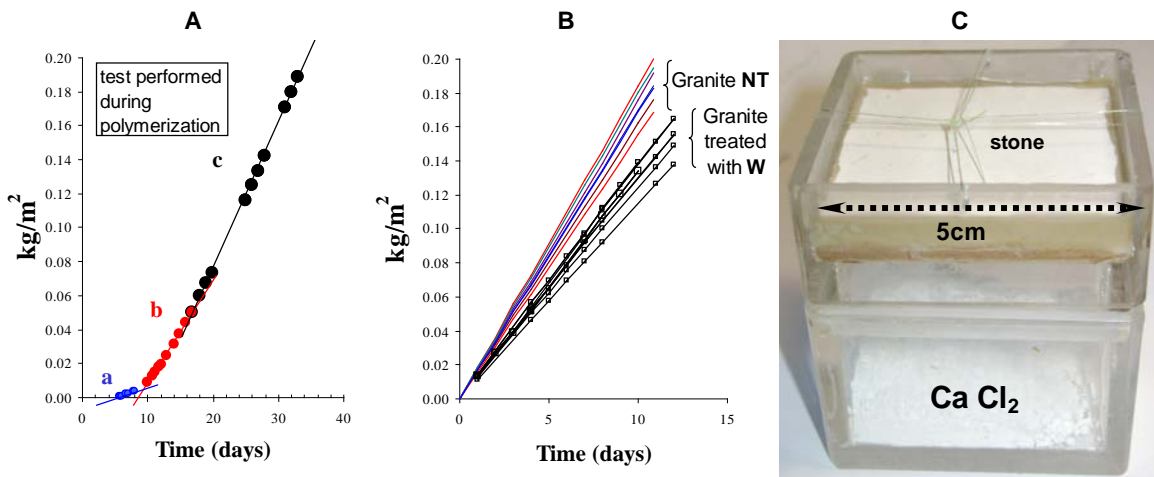 A
B
C
0.20
0.18
0.16
0.14
0.12
0.10
0.08
0.06
0.04
0.02
0.00
kg/m²
test performed
during
polymerization
c
b
a
0
10
20
30
40
Time (days)
0.20
0.18
0.16
0.14
0.12
0.10
0.08
0.06
0.04
0.02
0.00
kg/m²
Granite NT
Granite
treated
with W
0
5
10
15
Time (days)
stone
5cm
Ca Cl₂